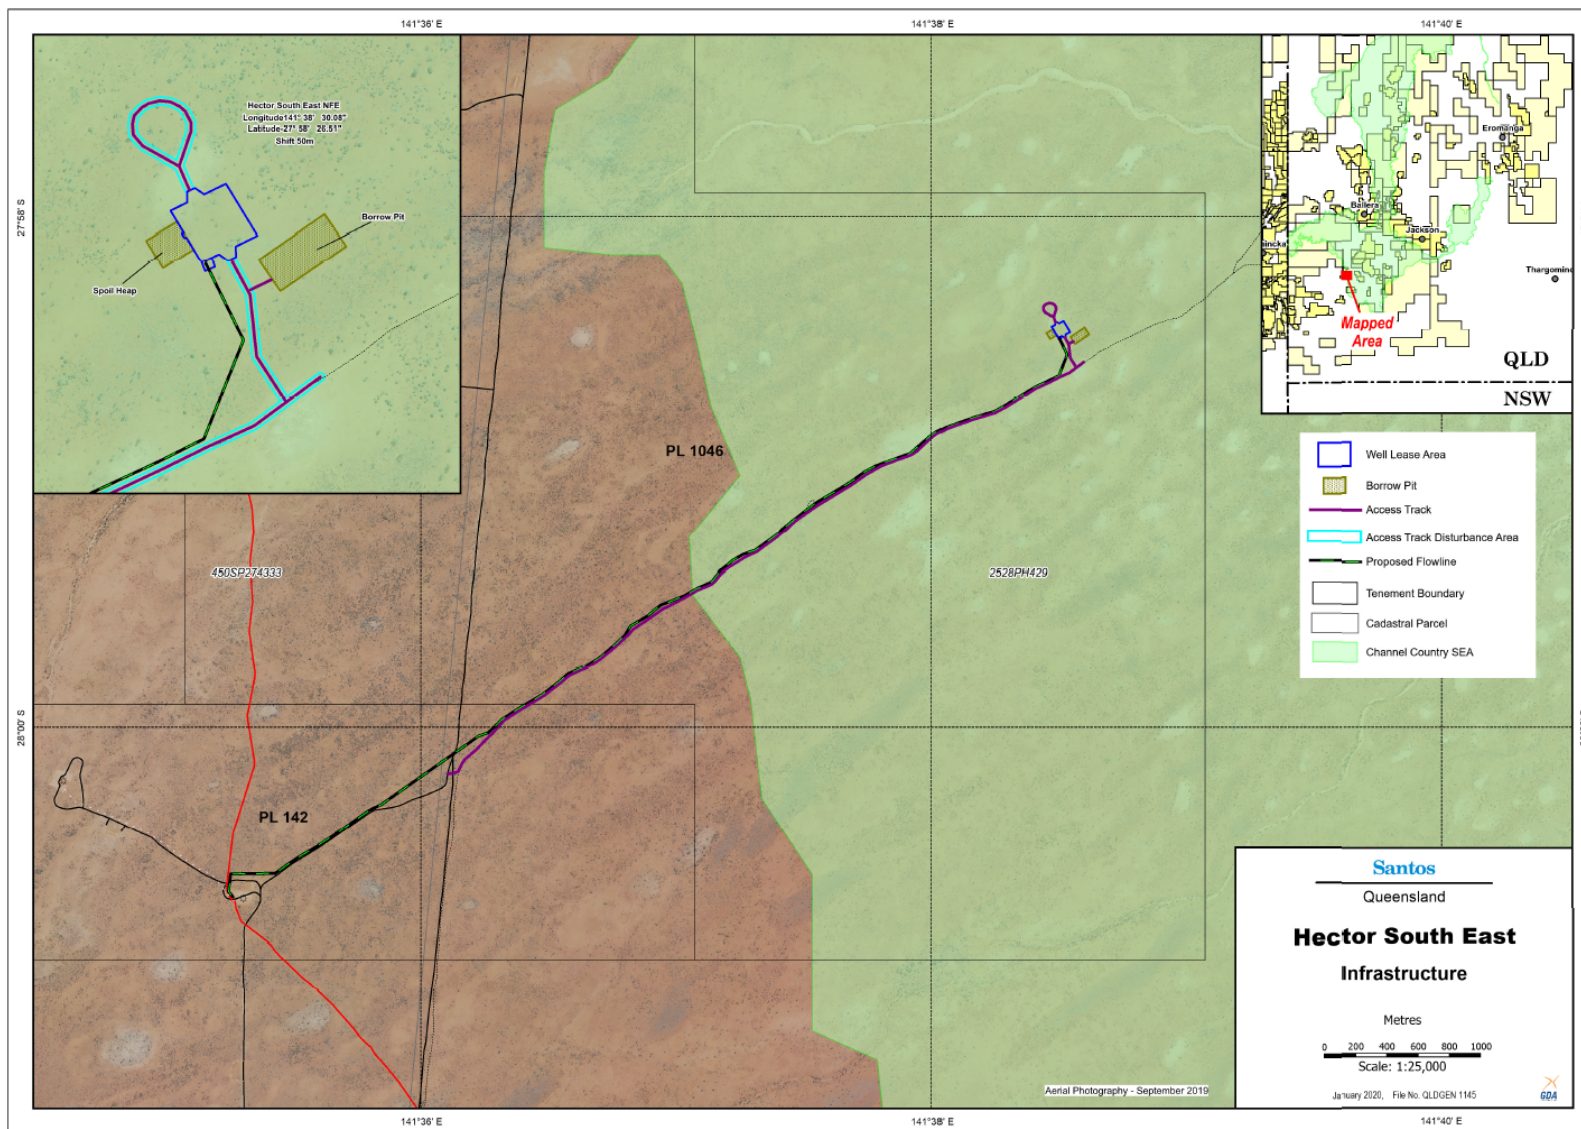 141°36' E
141°38' E
141°40' E
27°58' S
28°00' S
Hector South East NFE
Longitude141° 38' 30.08"
Latitude-27° 58' 26.51"
Shift 50m
Borrow Pit
Spoil Heap
Eromanga
Ballera
Jackson
Thargomind
Mapped
Area
QLD
NSW
PL 1046
450SP274333
2528PH429
PL 142
Well Lease Area
Borrow Pit
Access Track
Access Track Disturbance Area
Proposed Flowline
Tenement Boundary
Cadastral Parcel
Channel Country SEA
Santos
Queensland
Hector South East
Infrastructure
Metres
0 200 400 600 800 1000
Scale: 1:25,000
January 2020, File No. QLDGEN 1145
GDA
Aerial Photography - September 2019
141°36' E
141°38' E
141°40' E